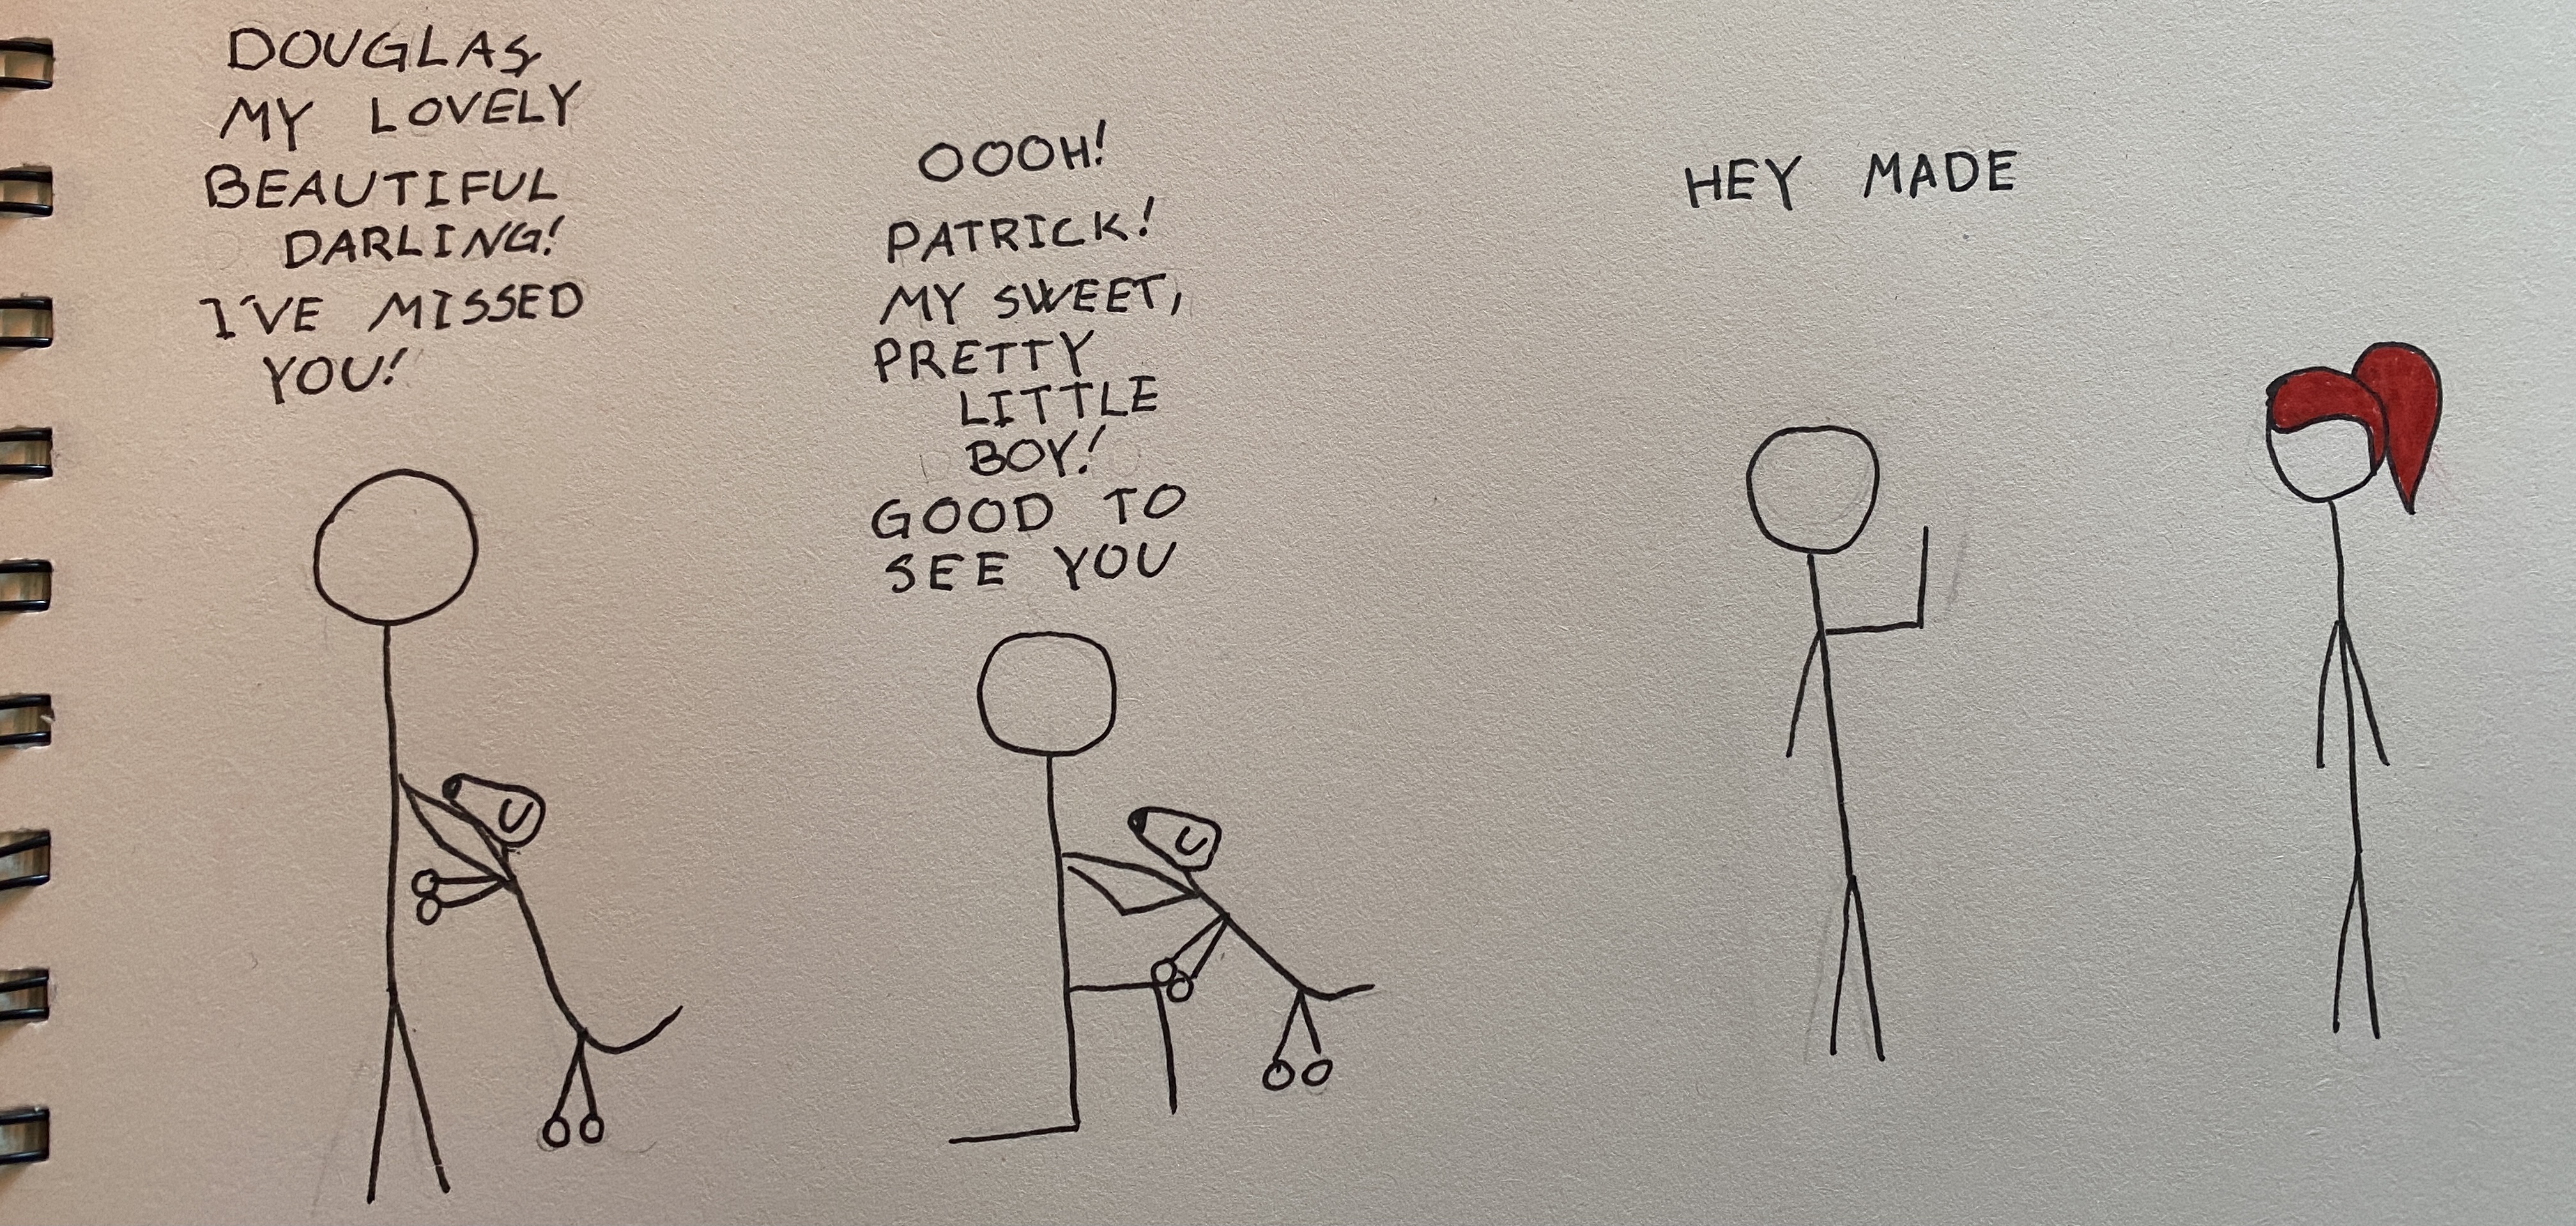 DOUGLAS,
MY LOVELY
BEAUTIFUL
DARLING!
I'VE MISSED
YOU!
OOOH!
PATRICK!
MY SWEET,
PRETTY
LITTLE
BOY!
GOOD TO
SEE YOU
HEY MADE